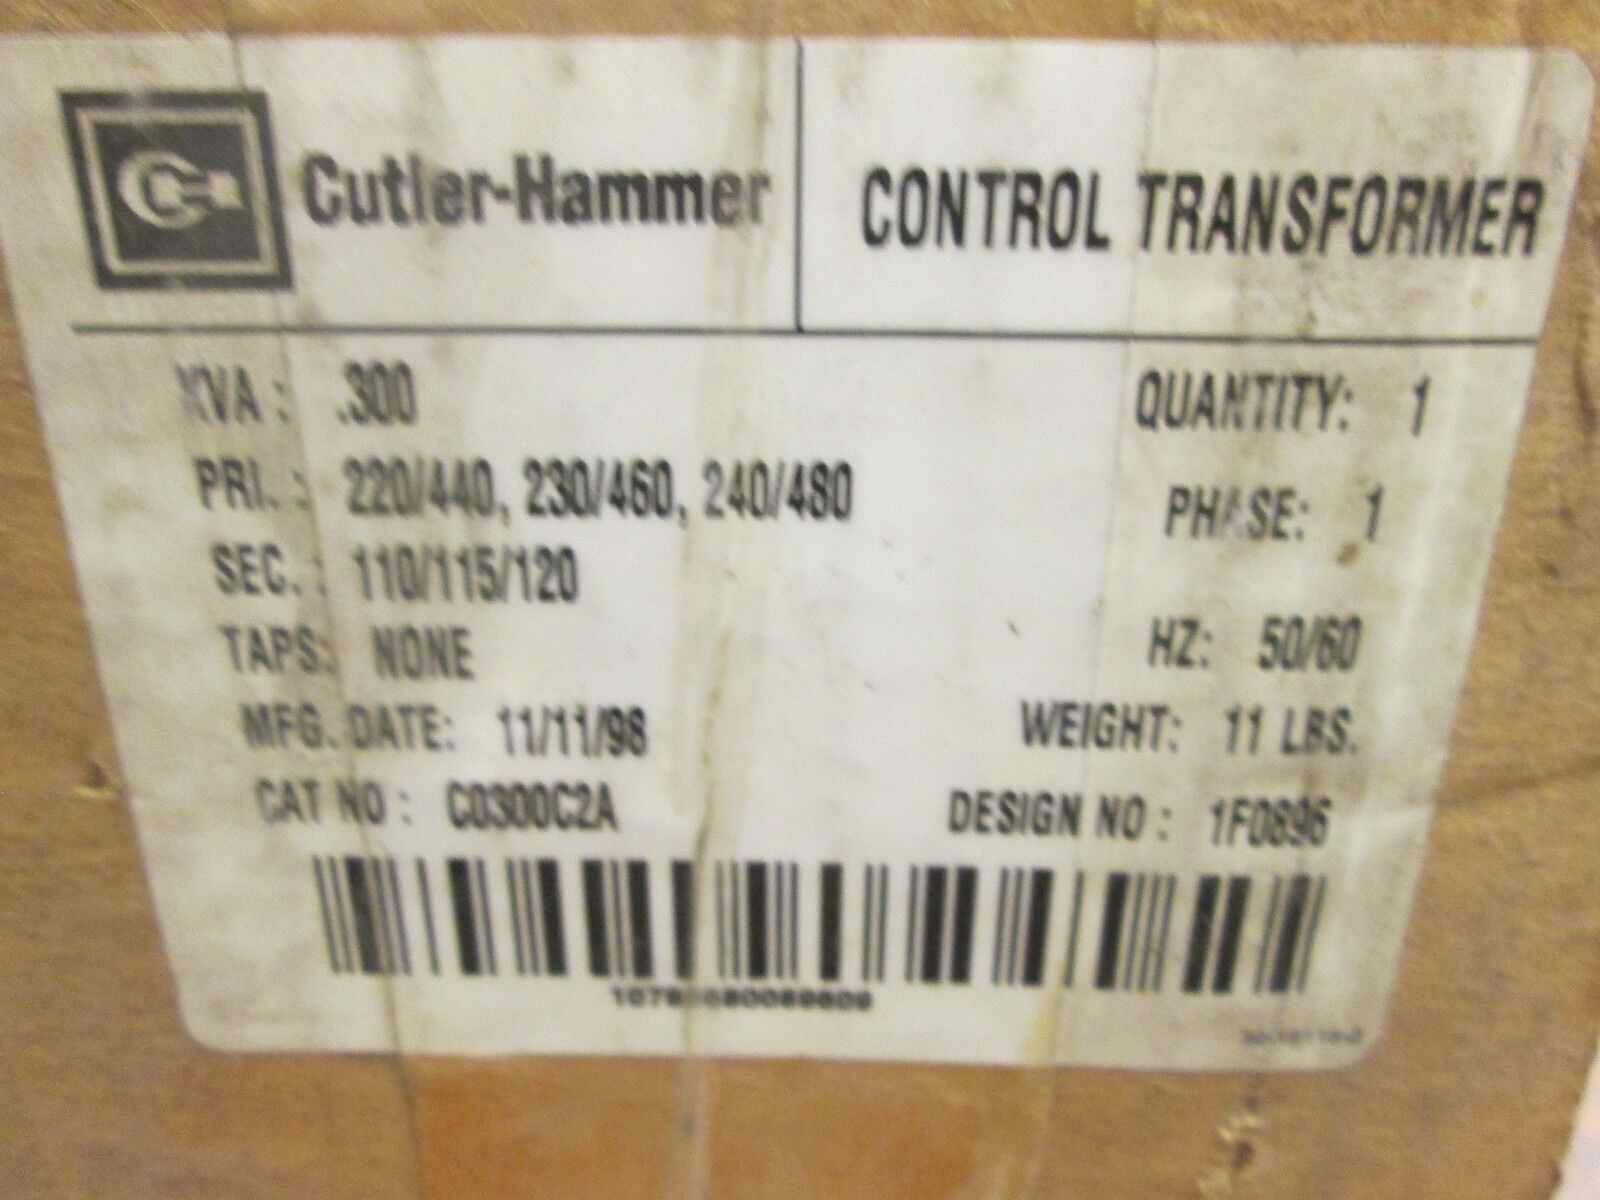 Cutler-Hammer
CONTROL TRANSFORMER
KVA : .300
QUANTITY: 1
PRI. : 220/440, 230/460, 240/480
PHASE: 1
SEC. : 110/115/120
TAPS: NONE
HZ: 50/60
MFG. DATE: 11/11/98
WEIGHT: 11 LBS.
CAT NO : C0300C2A
DESIGN NO : 1F0896